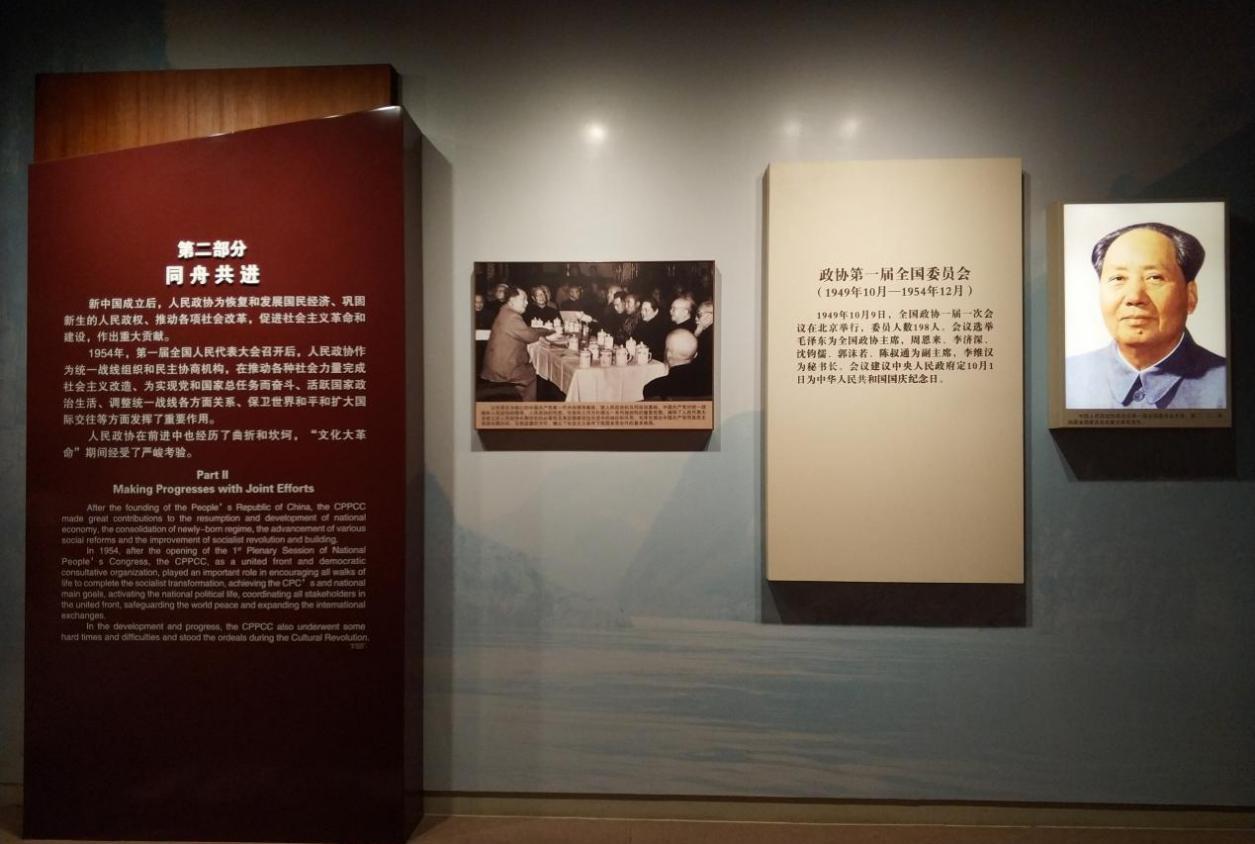 第二部分
同舟共进
新中国成立后，人民政协为恢复和发展国民经济、巩固
新生的人民政权、推动各项社会改革，促进社会主义革命和
建设，作出重大贡献。
1954年，第一届全国人民代表大会召开后，人民政协作
为统一战线组织和民主协商机构，在推动各种社会力量完成
社会主义改造、为实现党和国家总任务而奋斗、活跃国家政
治生活、调整统一战线各方面关系、保卫世界和平和扩大国
际交往等方面发挥了重要作用。
人民政协在前进中也经历了曲折和坎坷，“文化大革
命”期间经受了严峻考验。
Part II
Making Progresses with Joint Efforts
After the founding of the People's Republic of China, the CPPCC
made great contributions to the resumption and development of national
economy, the consolidation of newly-born regime, the advancement of various
social reforms and the improvement of socialist revolution and building.
In 1954, after the opening of the 1st Plenary Session of National
People's Congress, the CPPCC, as a united front and democratic
consultative organization, played an important role in encouraging all walks of
life to complete the socialist transformation, achieving the CPC's and national
main goals, activating the national political life, coordinating all stakeholders in
the united front, safeguarding the world peace and expanding the international
exchanges.
In the development and progress, the CPPCC also underwent some
hard times and difficulties and stood the ordeals during the Cultural Revolution.
政协第一届全国委员会
（1949年10月—1954年12月）
1949年10月9日，全国政协一届一次会
议在北京举行，委员人数198人。会议选举
毛泽东为全国政协主席，周恩来、李济深、
沈钧儒、郭沫若、陈叔通为副主席，李维汉
为秘书长。会议建议中央人民政府定10月1
日为中华人民共和国国庆纪念日。